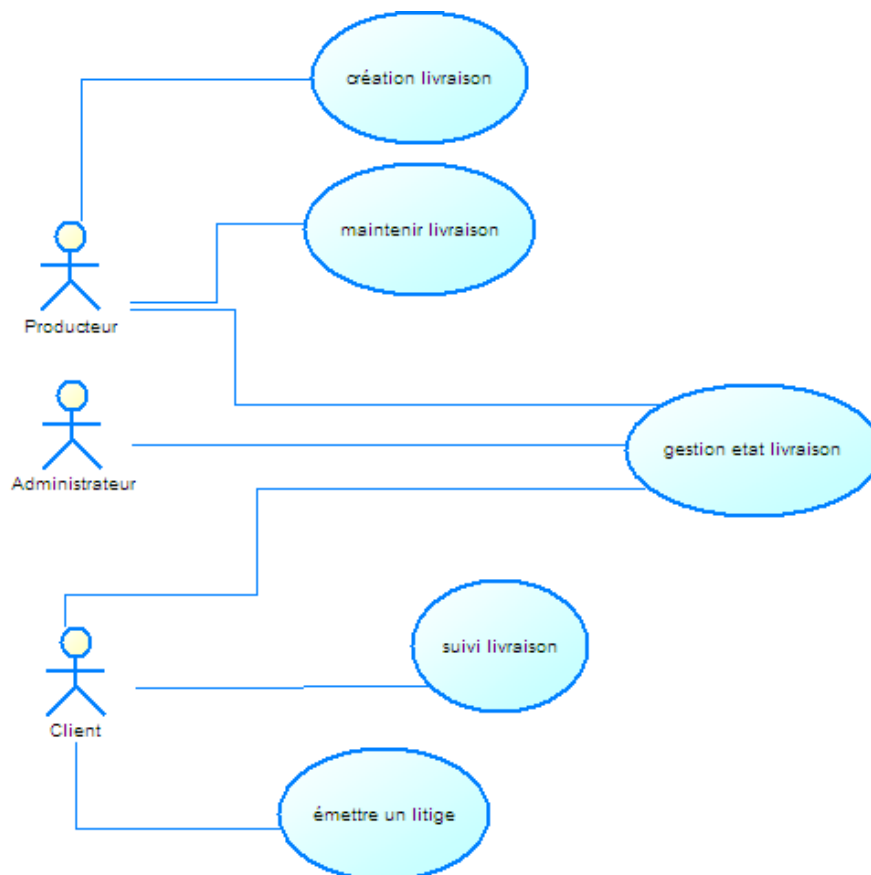 création livraison
maintenir livraison
Producteur
gestion etat livraison
Administrateur
suivi livraison
Client
émettre un litige